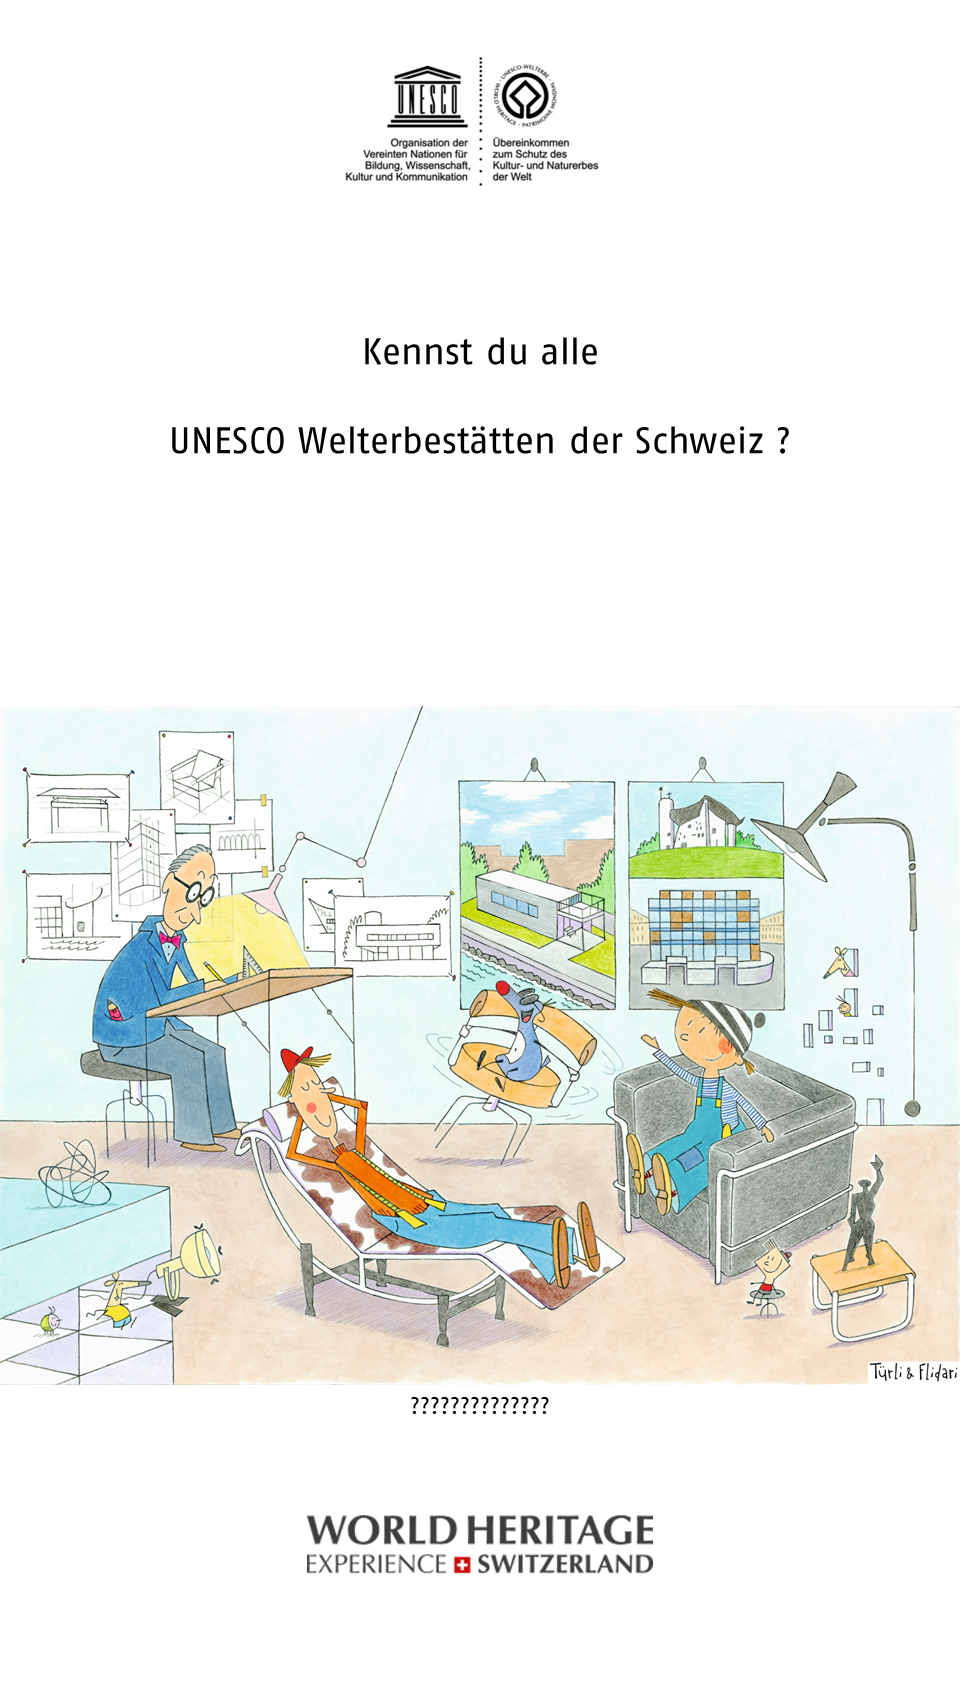 UNESCO
Organisation der
Vereinten Nationen für
Bildung, Wissenschaft,
Kultur und Kommunikation
· UNESCO-WELTERBE · WORLD HERITAGE · PATRIMOINE MONDIAL
Übereinkommen
zum Schutz des
Kultur- und Naturerbes
der Welt
Kennst du alle
UNESCO Welterbestätten der Schweiz ?
Türli & Flidari
??????????????
WORLD HERITAGE
EXPERIENCE SWITZERLAND